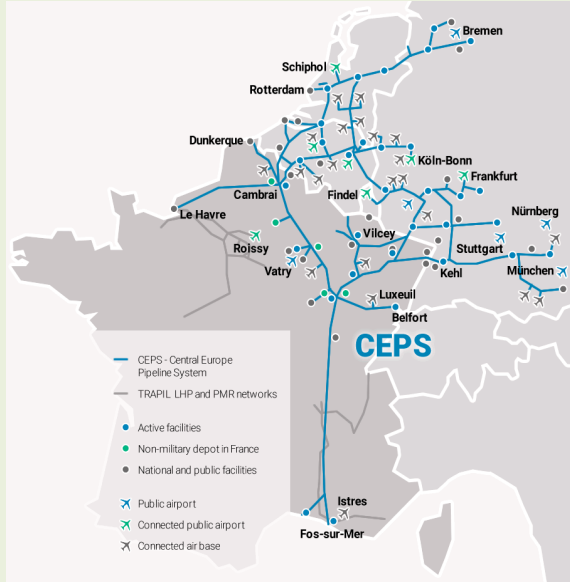 Bremen
Schiphol
Rotterdam
Dunkerque
Köln-Bonn
Cambrai
Findel
Frankfurt
Le Havre
Nürnberg
Vilcey
Roissy
Stuttgart
Vatry
Kehl
München
Luxeuil
Belfort
CEPS
CEPS - Central Europe
Pipeline System
TRAPIL LHP and PMR networks
Active facilities
Non-military depot in France
National and public facilities
Public airport
Connected public airport
Connected air base
Istres
Fos-sur-Mer